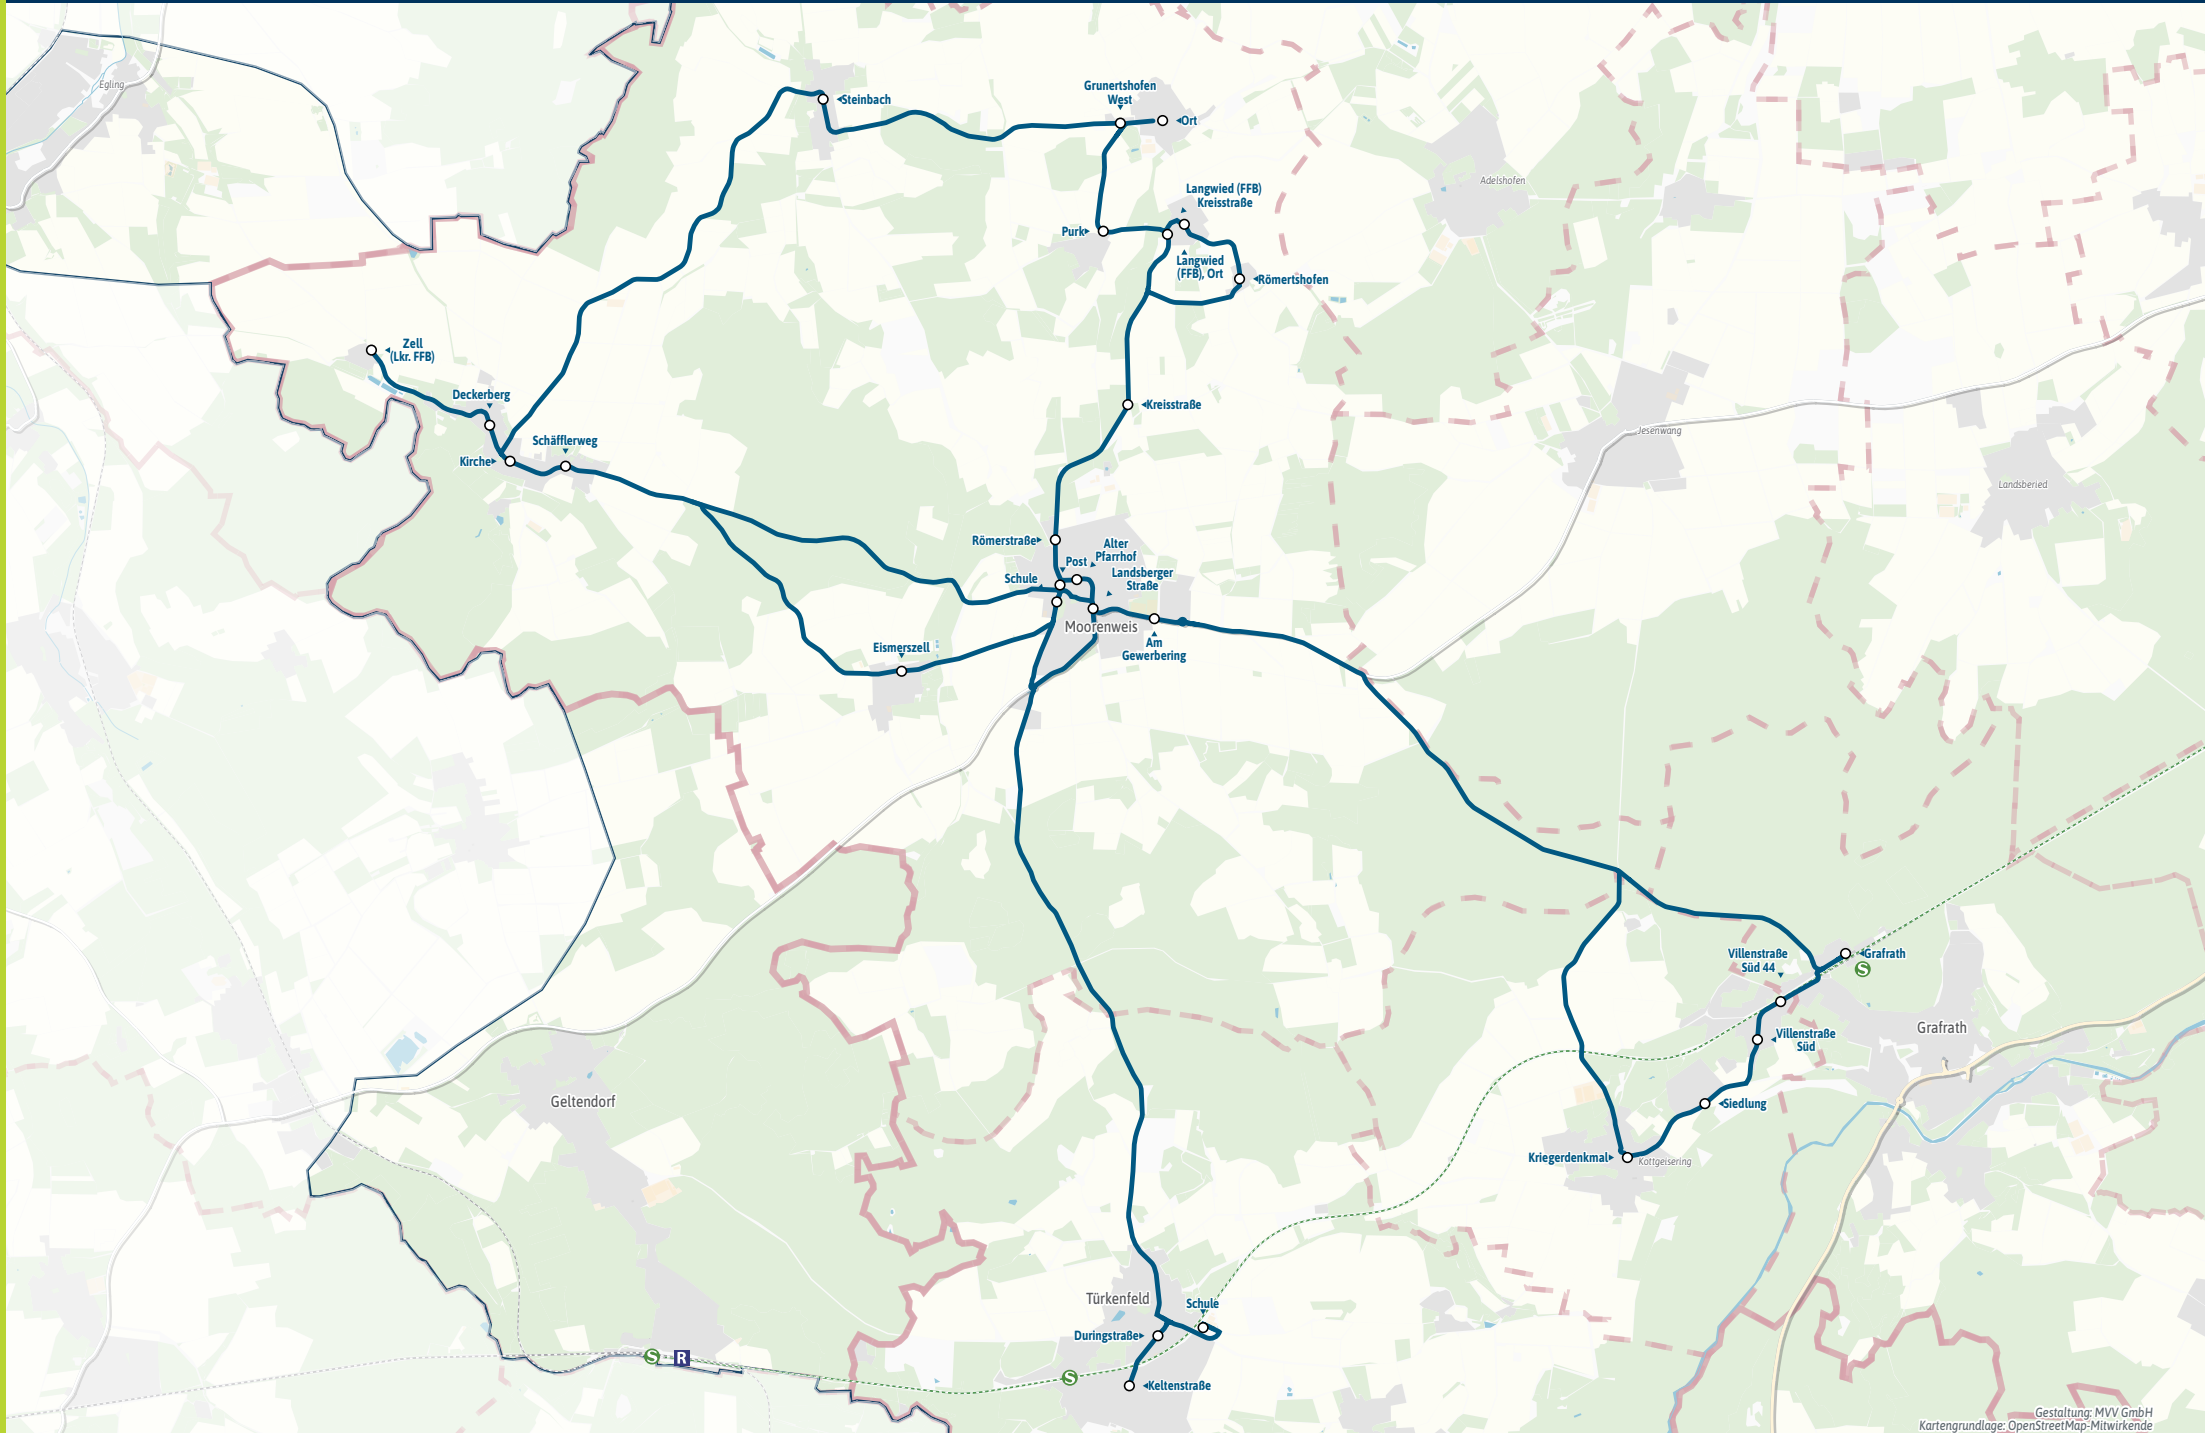 Egling
Steinbach
Grunertshofen
West
Ort
Adelshofen
Langwied (FFB)
Kreisstraße
Purk
Langwied
(FFB), Ort
Römertshofen
Zell
(Lkr. FFB)
Deckerberg
Kreisstraße
Schäfflerweg
Kirche
Jesenwang
Landsberied
Römerstraße
Alter
Pfarrhof
Post
Schule
Landsberger
Straße
Moorenweis
Am
Gewerbering
Eismerszell
Villenstraße
Süd 44
Grafrath
S
Grafrath
Villenstraße
Süd
Geltendorf
Siedlung
Kriegerdenkmal
Kottgeisering
Türkenfeld
Schule
Duringstraße
S
R
S
Keltenstraße
Gestaltung: MVV GmbH
Kartengrundlage: OpenStreetMap-Mitwirkende